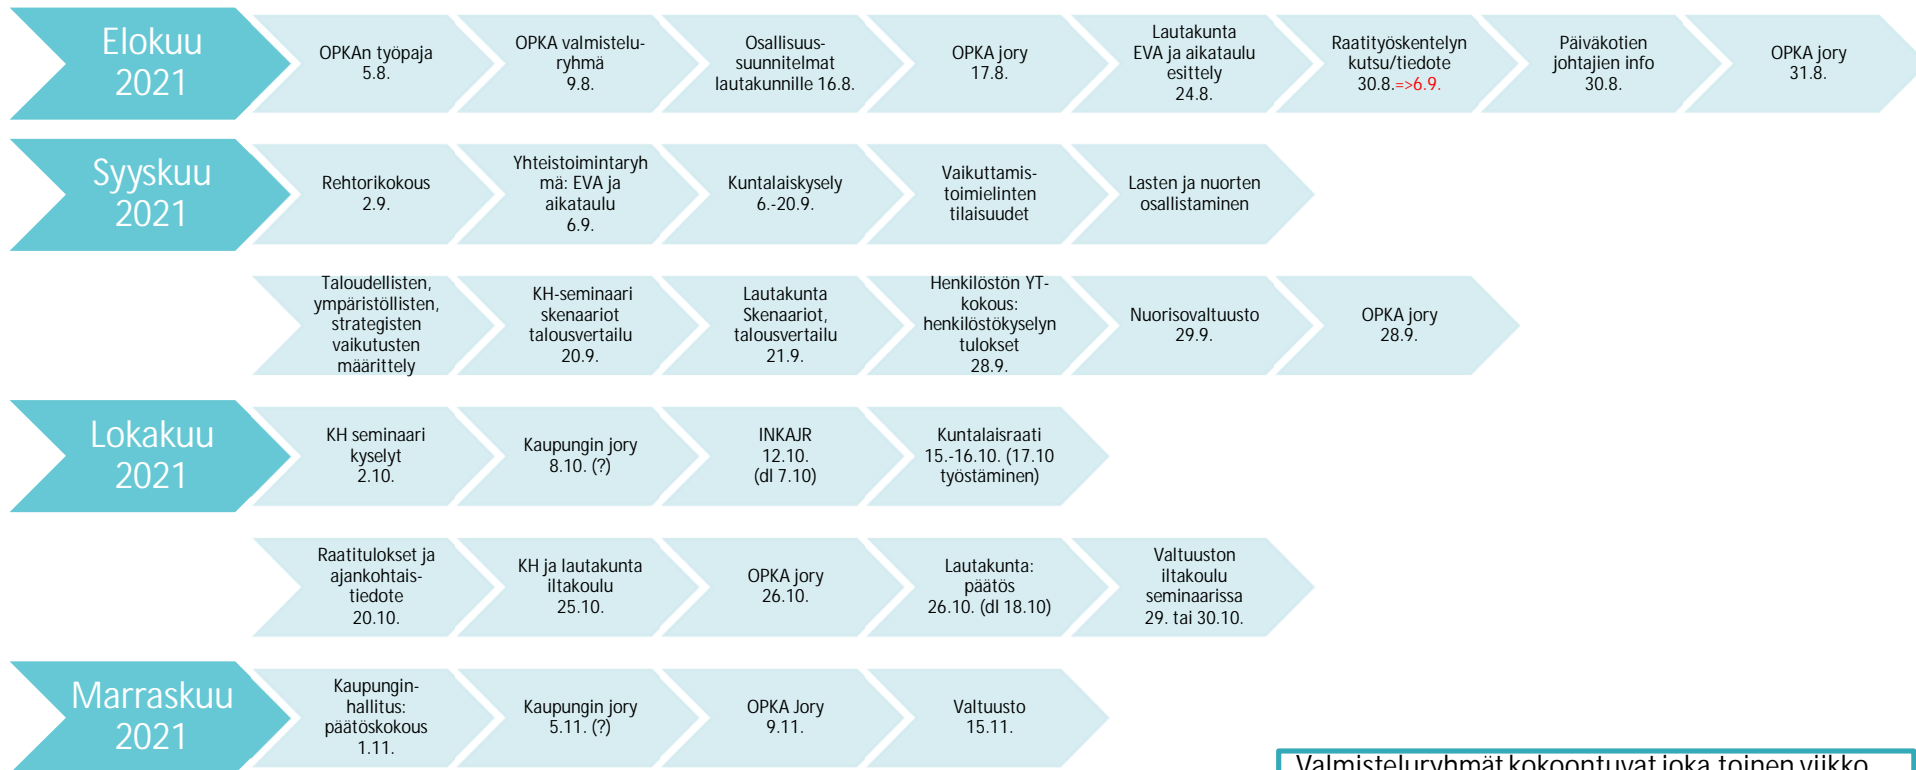 Elokuu
2021
OPKAn työpaja
5.8.
OPKA valmistelu-
ryhmä
9.8.
Osallisuus-
suunnitelmat
lautakunnille 16.8.
OPKA jory
17.8.
Lautakunta
EVA ja aikataulu
esittely
24.8.
Raatityöskentelyn
kutsu/tiedote
30.8.=>6.9.
Päiväkotien
johtajien info
30.8.
OPKA jory
31.8.
Syyskuu
2021
Rehtorikokous
2.9.
Yhteistoimintaryh
mä: EVA ja
aikataulu
6.9.
Kuntalaiskysely
6.-20.9.
Vaikuttamis-
toimielinten
tilaisuudet
Lasten ja nuorten
osallistaminen
Taloudellisten,
ympäristöllisten,
strategisten
vaikutusten
määrittely
KH-seminaari
skenaariot
talousvertailu
20.9.
Lautakunta
Skenaariot,
talousvertailu
21.9.
Henkilöstön YT-
kokous:
henkilöstökyselyn
tulokset
28.9.
Nuorisovaltuusto
29.9.
OPKA jory
28.9.
Lokakuu
2021
KH seminaari
kyselyt
2.10.
Kaupungin jory
8.10. (?)
INKAJR
12.10.
(dl 7.10)
Kuntalaisraati
15.-16.10. (17.10
työstäminen)
Raatitulokset ja
ajankohtais-
tiedote
20.10.
KH ja lautakunta
iltakoulu
25.10.
OPKA jory
26.10.
Lautakunta:
päätös
26.10. (dl 18.10)
Valtuuston
iltakoulu
seminaarissa
29. tai 30.10.
Marraskuu
2021
Kaupungin-
hallitus:
päätöskokous
1.11.
Kaupungin jory
5.11. (?)
OPKA Jory
9.11.
Valtuusto
15.11.
Valmisteluryhmät kokoontuvat joka toinen viikko